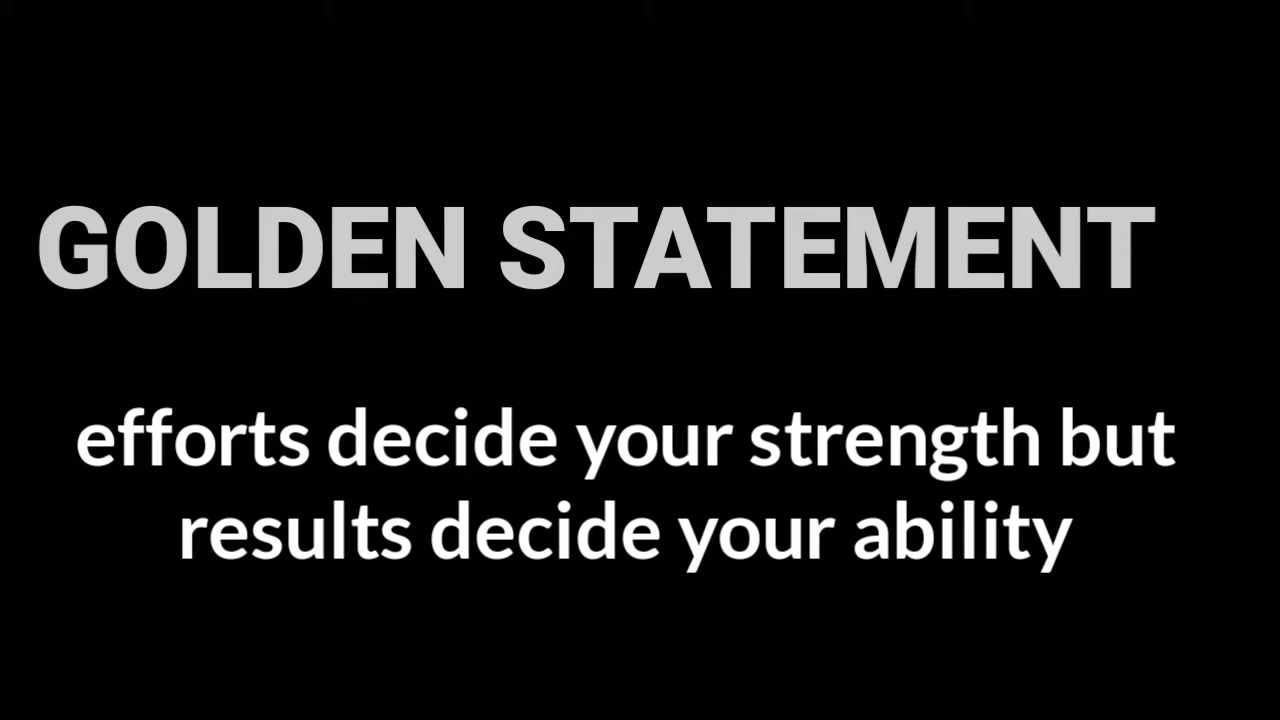 GOLDEN STATEMENT
efforts decide your strength but
results decide your ability